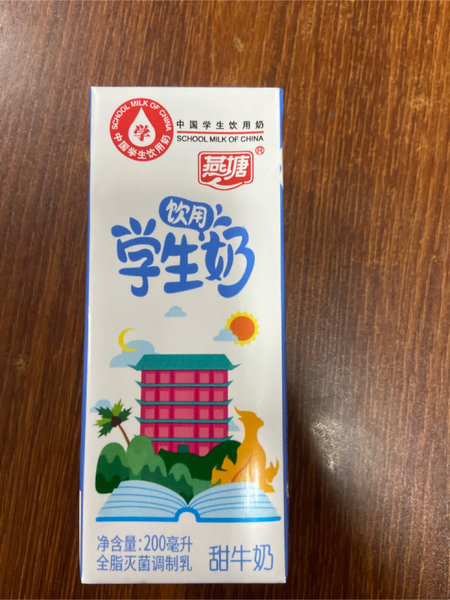 SCHOOL MILK OF CHINA
学
中国学生饮用奶
中国学生饮用奶
SCHOOL MILK OF CHINA
燕塘®
饮用
学生奶
净含量:200毫升
全脂灭菌调制乳
甜牛奶